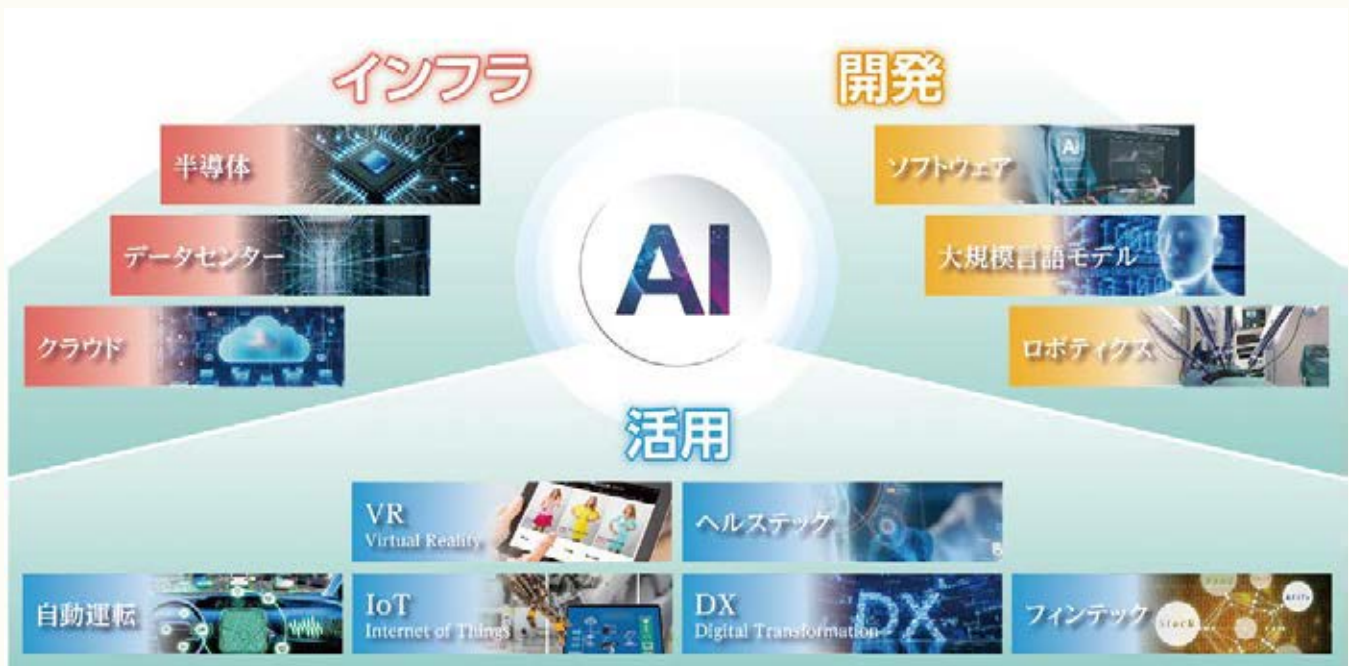 インフラ
開発
半導体
データセンター
クラウド
AI
ソフトウェア
AI
大規模言語モデル
ロボティクス
活用
VR
Virtual Reality
ヘルステック
自動運転
IoT
Internet of Things
DX
Digital Transformation
DX
フィンテック
Stock